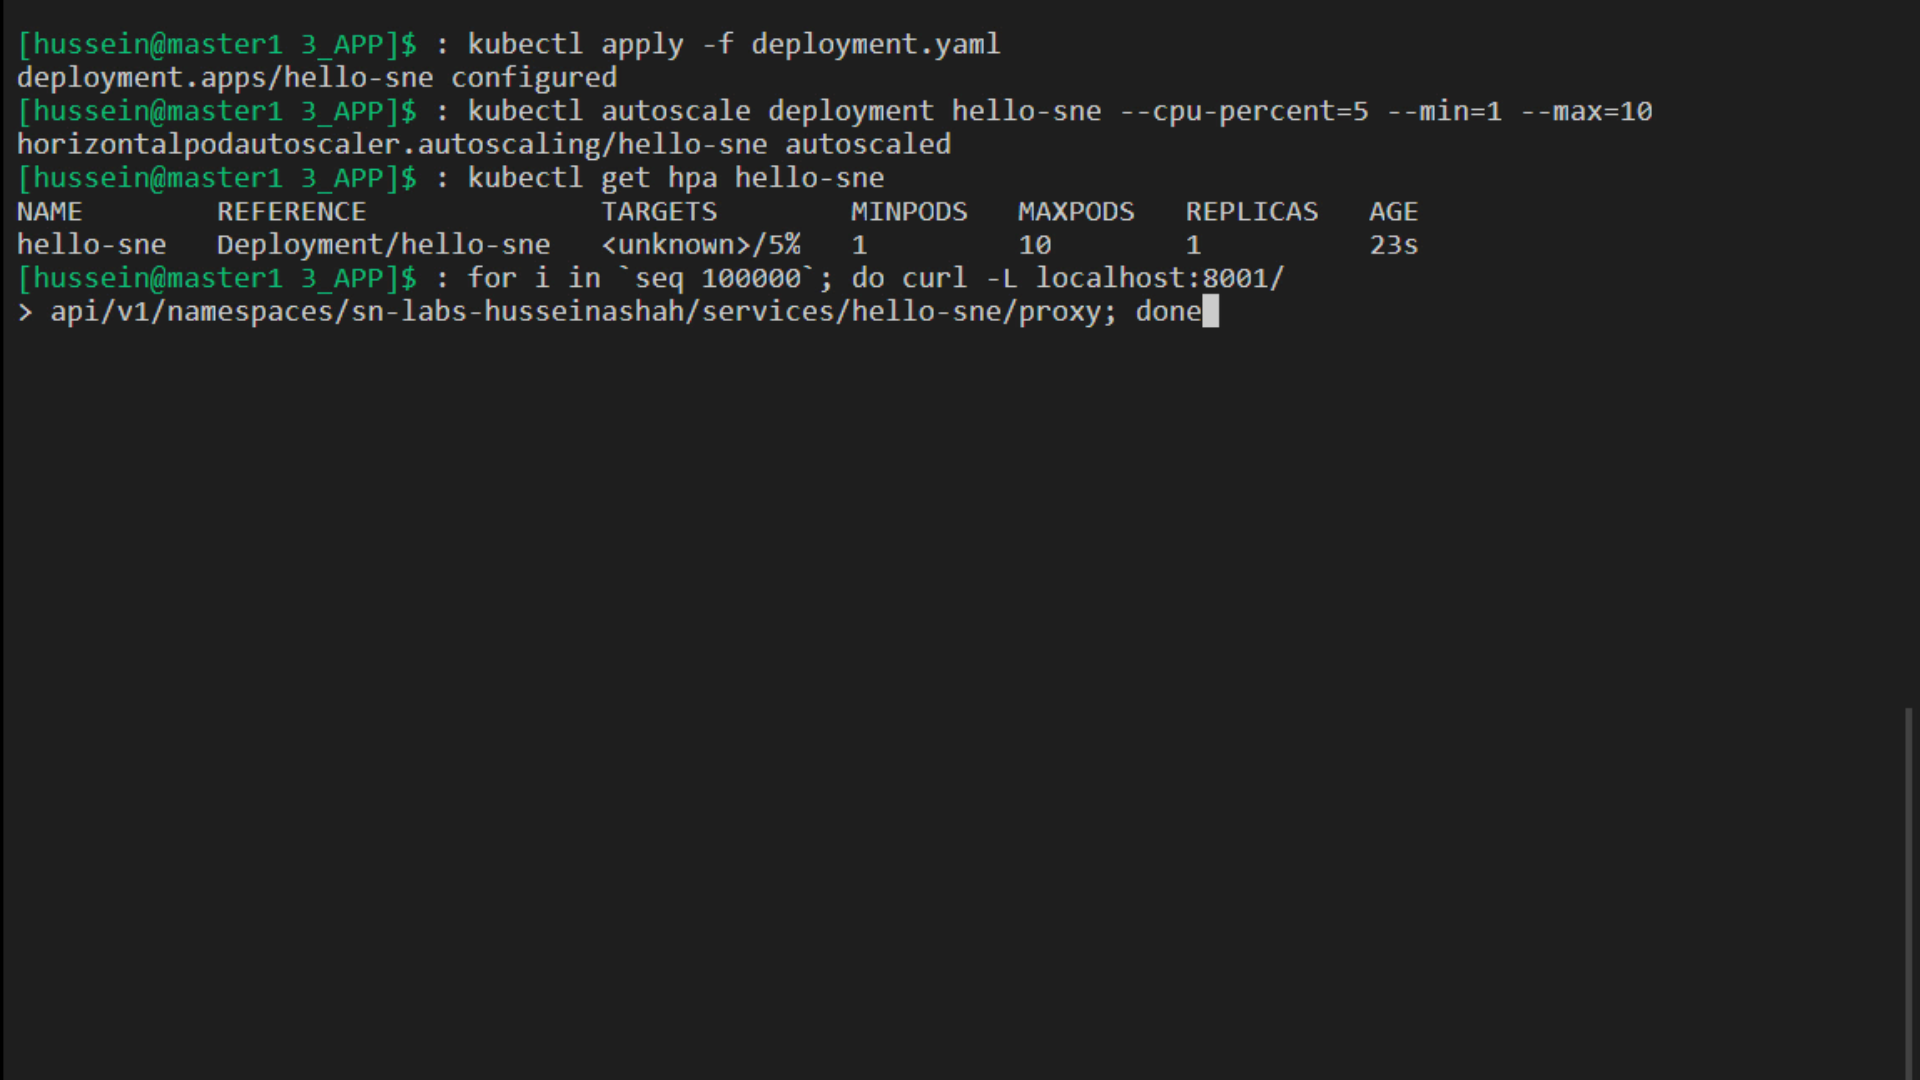 [hussein@master1 3_APP]$ : kubectl apply -f deployment.yaml
deployment.apps/hello-sne configured
[hussein@master1 3_APP]$ : kubectl autoscale deployment hello-sne --cpu-percent=5 --min=1 --max=10
horizontalpodautoscaler.autoscaling/hello-sne autoscaled
[hussein@master1 3_APP]$ : kubectl get hpa hello-sne
NAME        REFERENCE              TARGETS        MINPODS   MAXPODS   REPLICAS   AGE
hello-sne   Deployment/hello-sne   <unknown>/5%   1         10        1          23s
[hussein@master1 3_APP]$ : for i in `seq 100000`; do curl -L localhost:8001/
> api/v1/namespaces/sn-labs-husseinashah/services/hello-sne/proxy; done